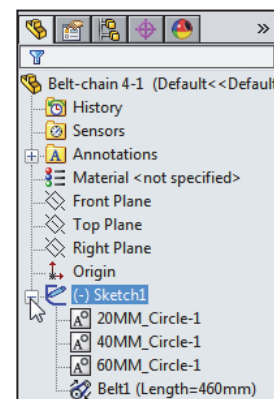 »
Belt-chain 4-1 (Default<<Default
History
Sensors
A Annotations
Material <not specified>
Front Plane
Top Plane
Right Plane
Origin
(-) Sketch1
A 20MM_Circle-1
A 40MM_Circle-1
A 60MM_Circle-1
Belt1 (Length=460mm)